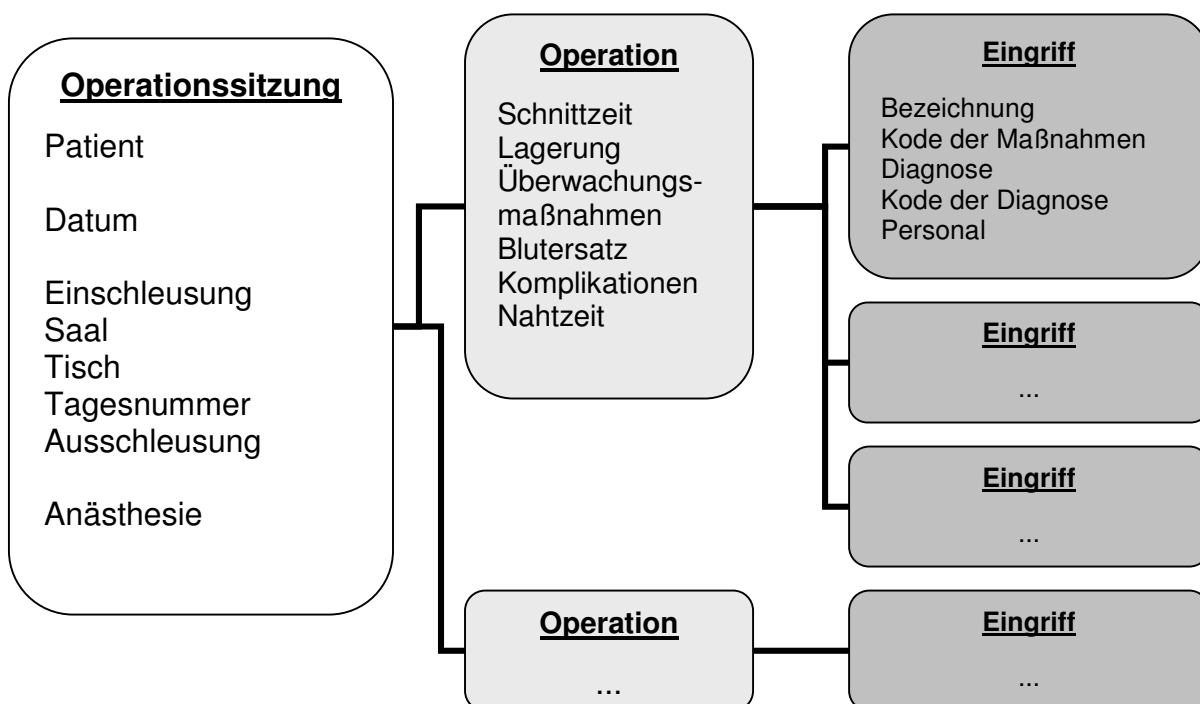 Operationssitzung
Patient
Datum
Einschleusung
Saal
Tisch
Tagesnummer
Ausschleusung
Anästhesie
Operation
Schnittzeit
Lagerung
Überwachungs-
maßnahmen
Blutersatz
Komplikationen
Nahtzeit
Eingriff
Bezeichnung
Kode der Maßnahmen
Diagnose
Kode der Diagnose
Personal
Eingriff
...
Eingriff
...
Operation
...
Eingriff
...